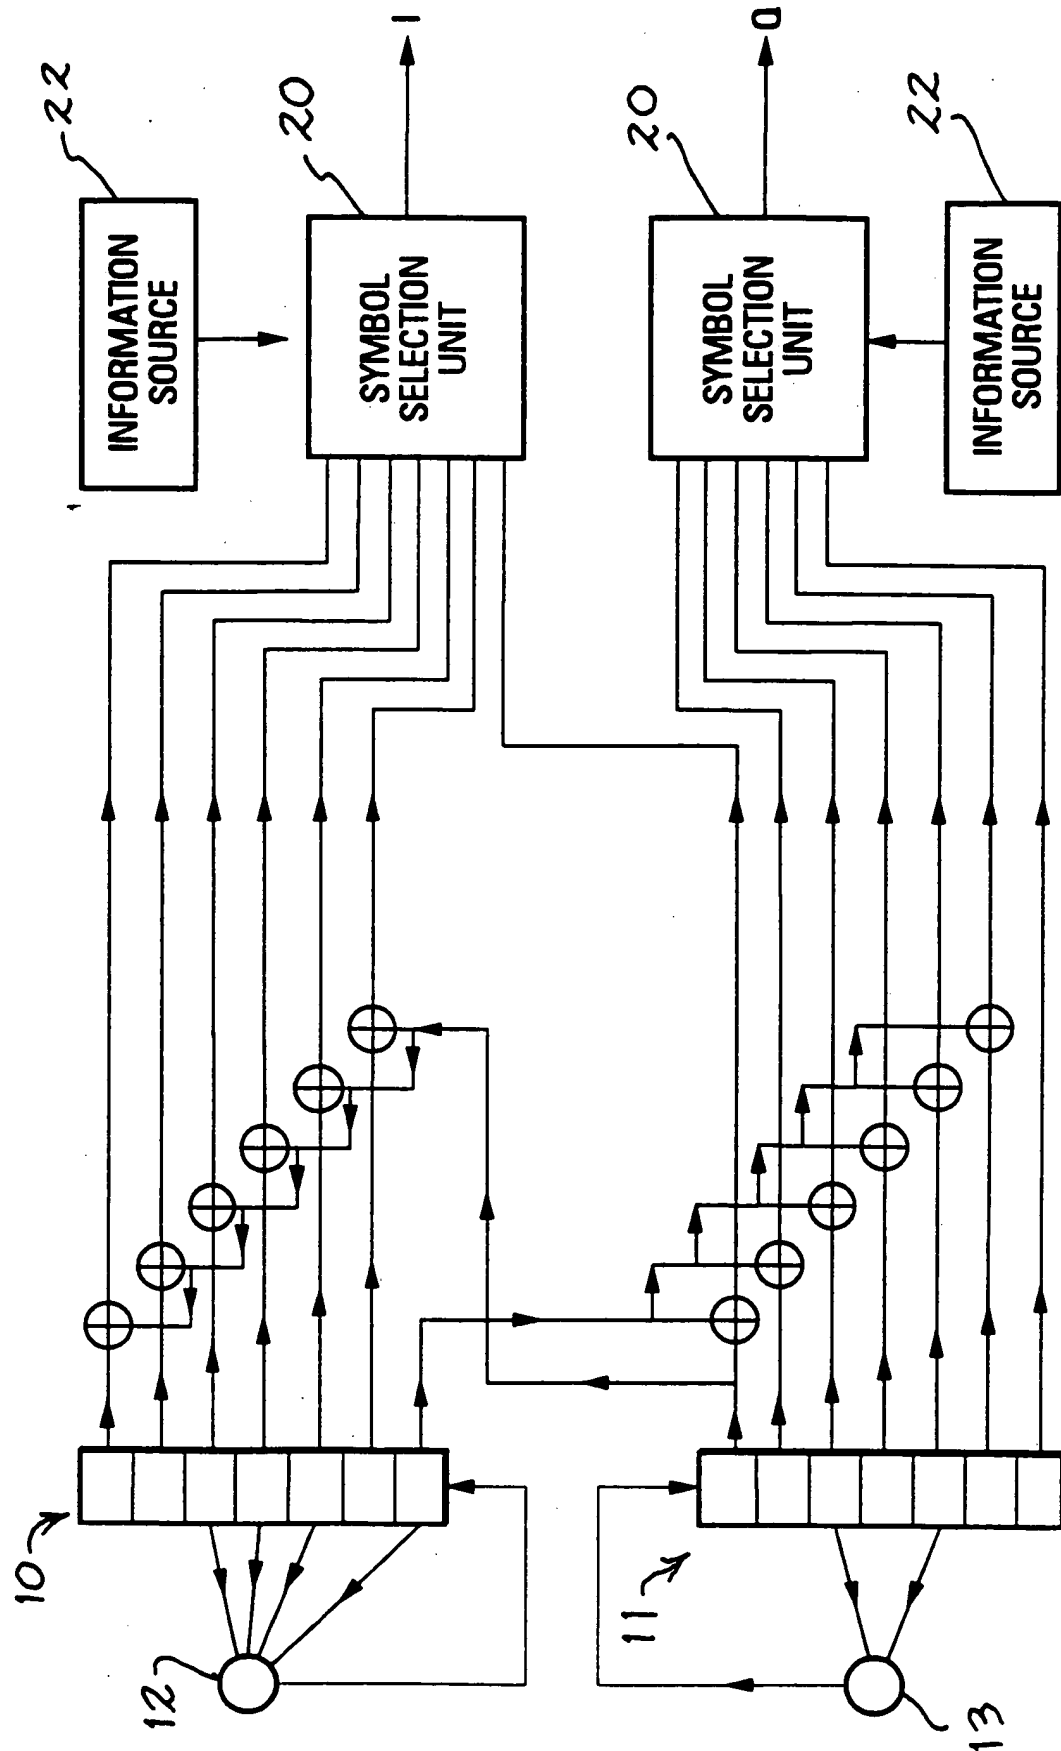 22
INFORMATION
SOURCE
20
SYMBOL
SELECTION
UNIT
I
20
SYMBOL
SELECTION
UNIT
Q
22
INFORMATION
SOURCE
10
12
11
13